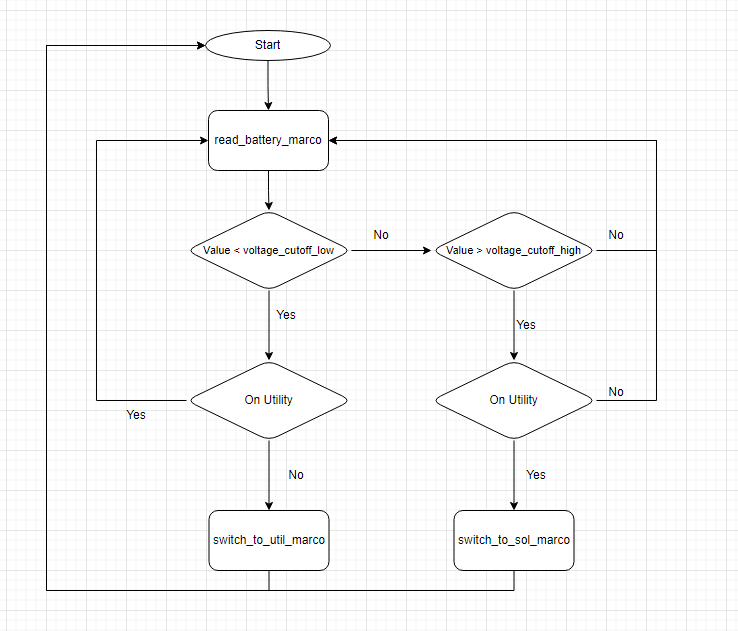 Start
read_battery_marco
Value < voltage_cutoff_low
No
Value > voltage_cutoff_high
No
Yes
Yes
On Utility
Yes
On Utility
No
No
Yes
switch_to_util_marco
switch_to_sol_marco